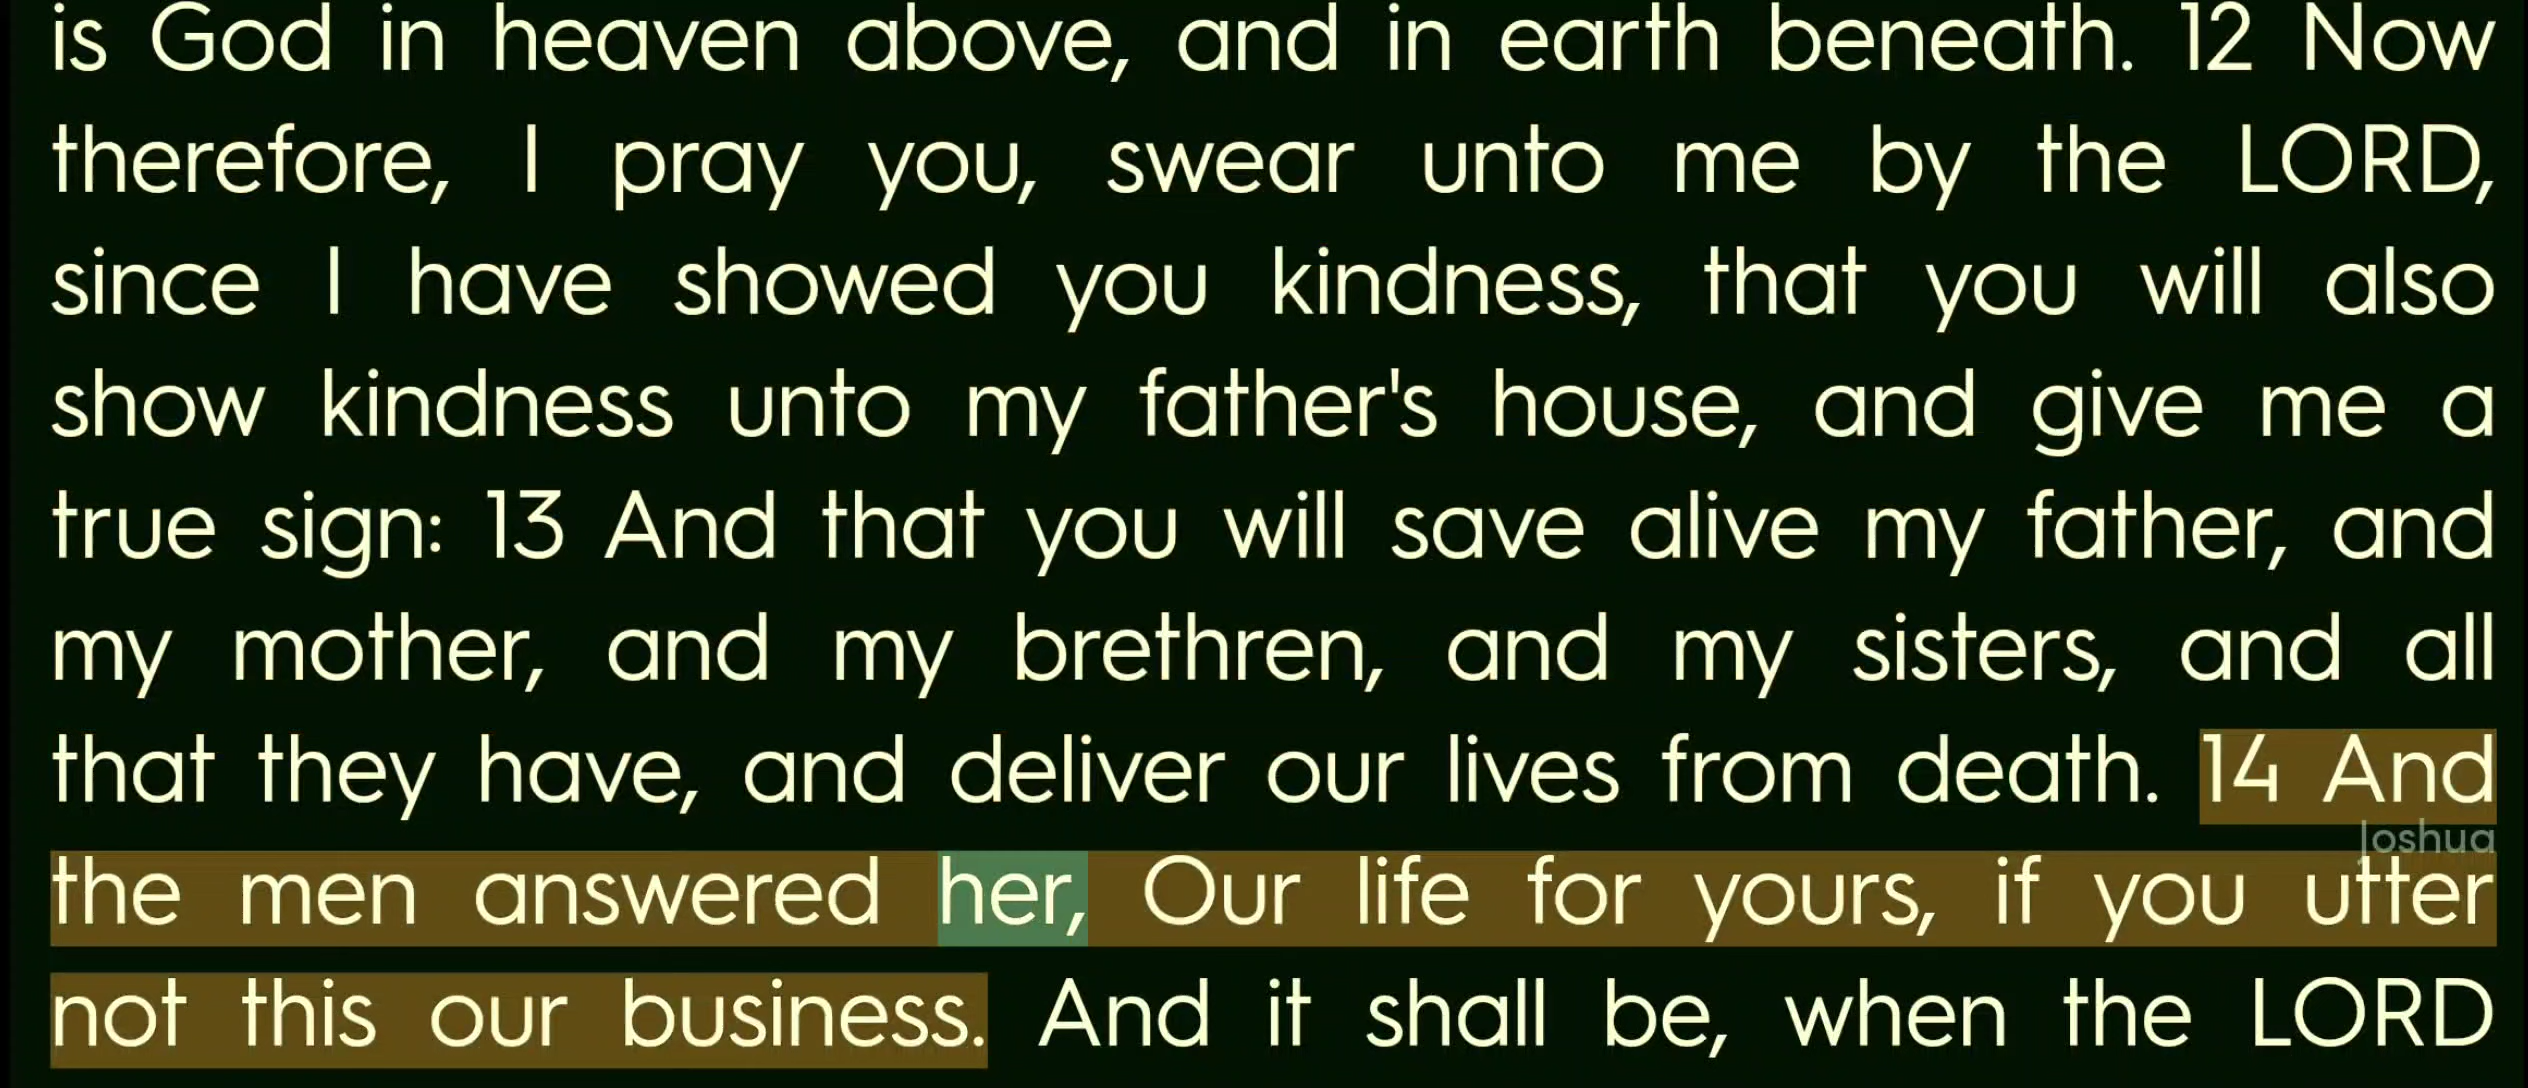 is God in heaven above, and in earth beneath. 12 Now
therefore, I pray you, swear unto me by the LORD,
since I have showed you kindness, that you will also
show kindness unto my father's house, and give me a
true sign: 13 And that you will save alive my father, and
my mother, and my brethren, and my sisters, and all
that they have, and deliver our lives from death. 14 And
Joshua
the men answered her, Our life for yours, if you utter
not this our business. And it shall be, when the LORD